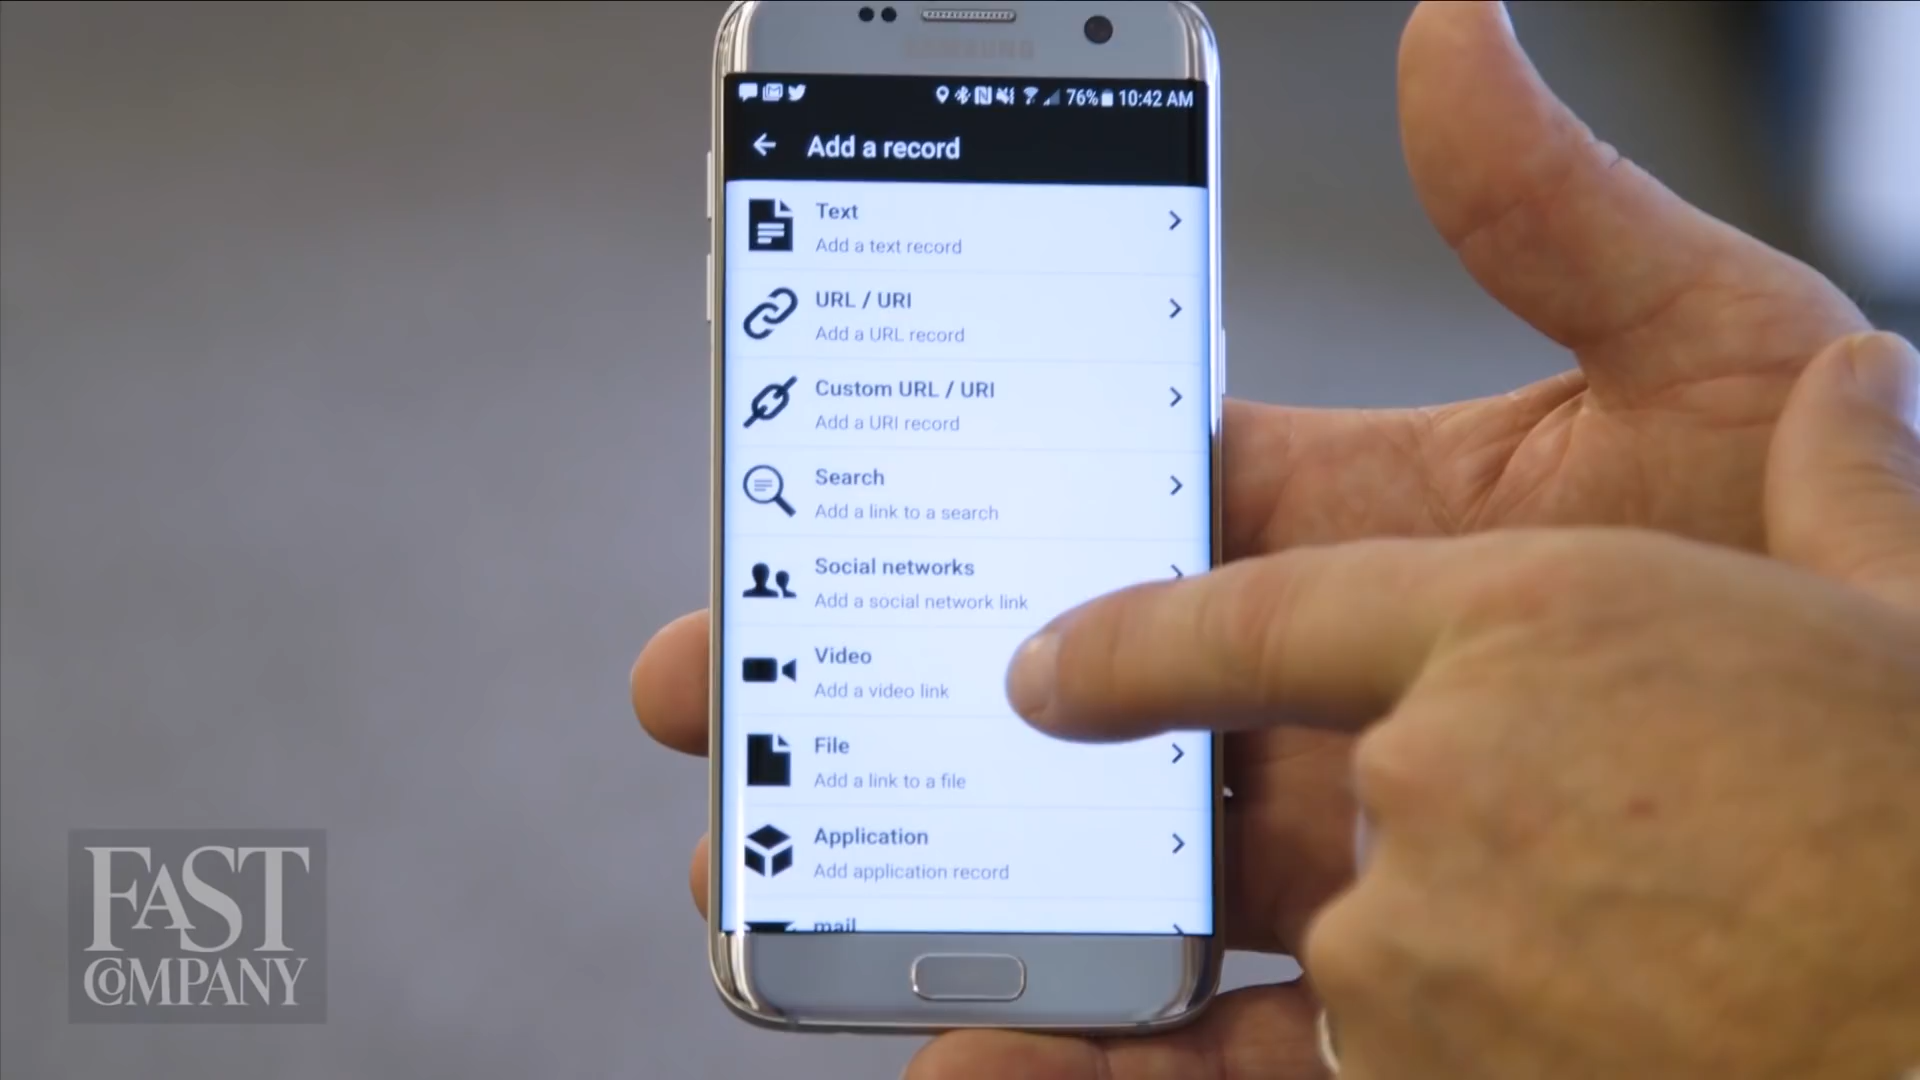 SAMSUNG
76% 10:42 AM
Add a record
Text
Add a text record
URL / URI
Add a URL record
Custom URL / URI
Add a URI record
Search
Add a link to a search
Social networks
Add a social network link
Video
Add a video link
File
Add a link to a file
Application
Add application record
mail
FAST
COMPANY